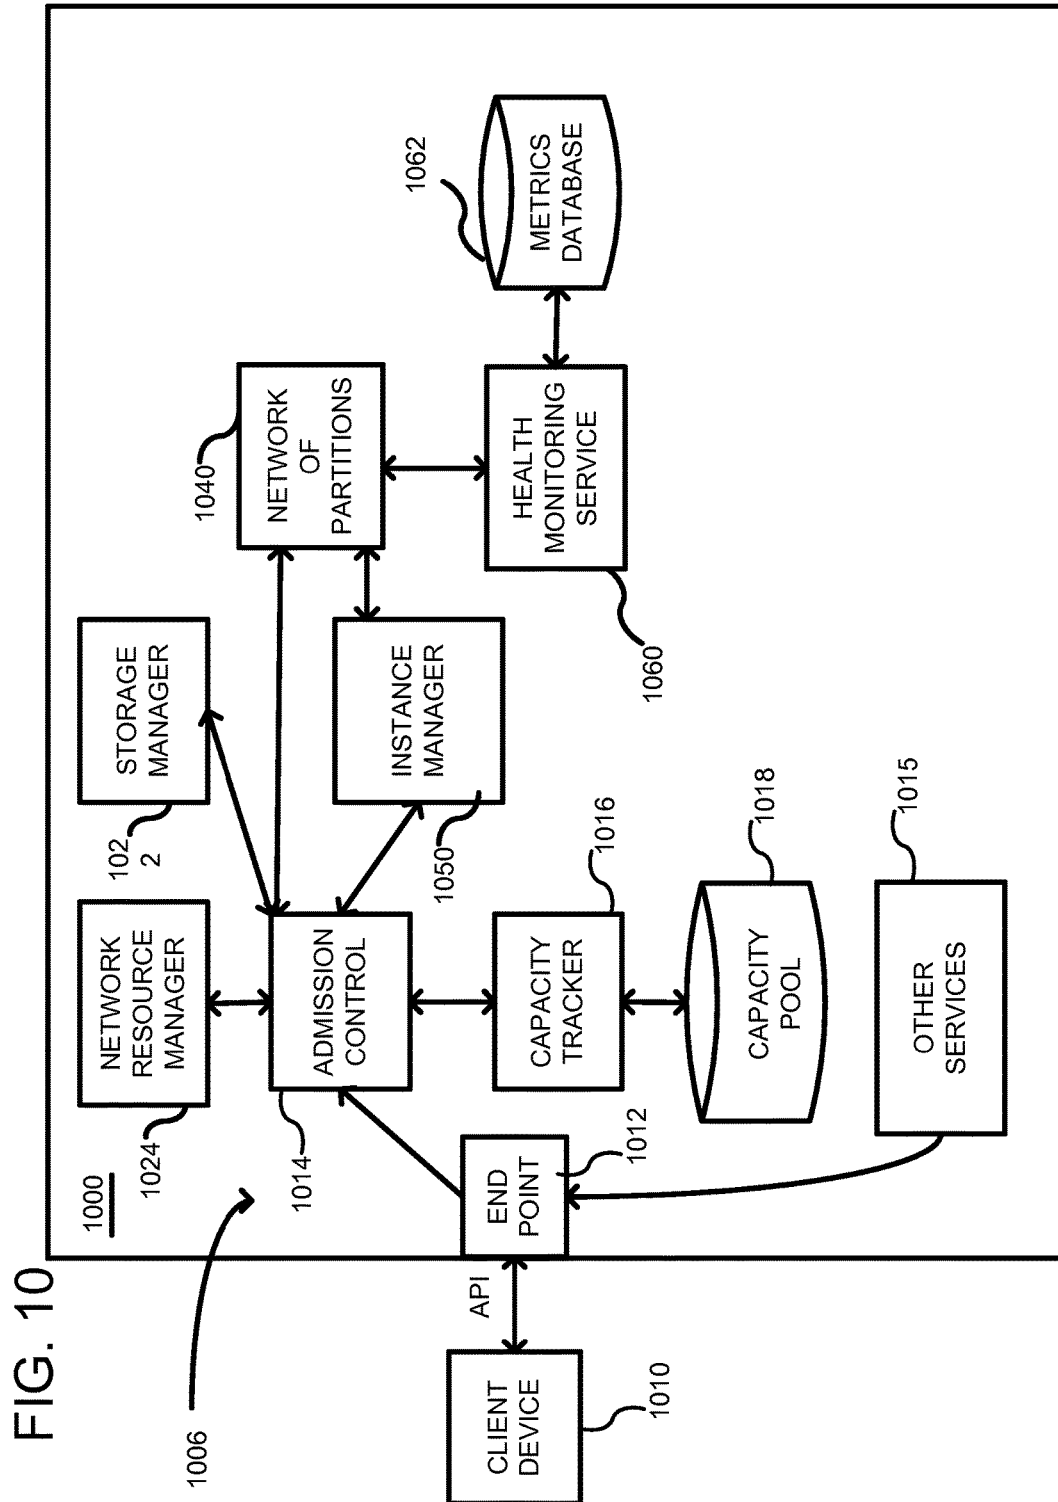 FIG. 10
1000
1006
1024
NETWORK
RESOURCE
MANAGER
102
2
STORAGE
MANAGER
1014
ADMISSION
CONTROL
1040
NETWORK
OF
PARTITIONS
1050
INSTANCE
MANAGER
1062
METRICS
DATABASE
1060
HEALTH
MONITORING
SERVICE
1010
CLIENT
DEVICE
API
1012
END
POINT
1016
CAPACITY
TRACKER
1018
CAPACITY
POOL
1015
OTHER
SERVICES